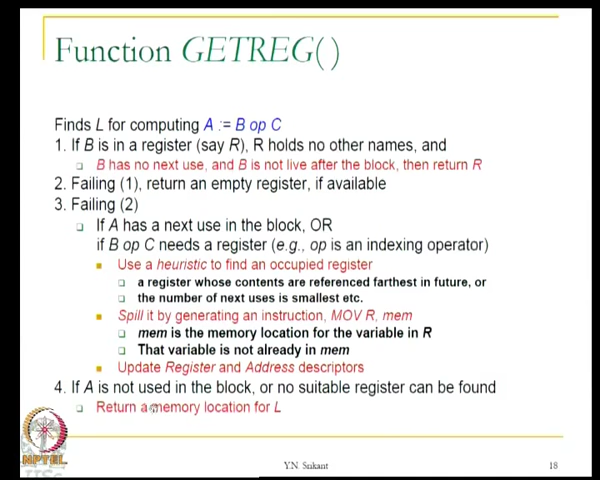 Function GETREG()
Finds L for computing A := B op C
1. If B is in a register (say R), R holds no other names, and
B has no next use, and B is not live after the block, then return R
2. Failing (1), return an empty register, if available
3. Failing (2)
If A has a next use in the block, OR
if B op C needs a register (e.g., op is an indexing operator)
Use a heuristic to find an occupied register
a register whose contents are referenced farthest in future, or
the number of next uses is smallest etc.
Spill it by generating an instruction, MOV R, mem
mem is the memory location for the variable in R
That variable is not already in mem
Update Register and Address descriptors
4. If A is not used in the block, or no suitable register can be found
Return a memory location for L
NPTEL
Y.N. Srikant
18